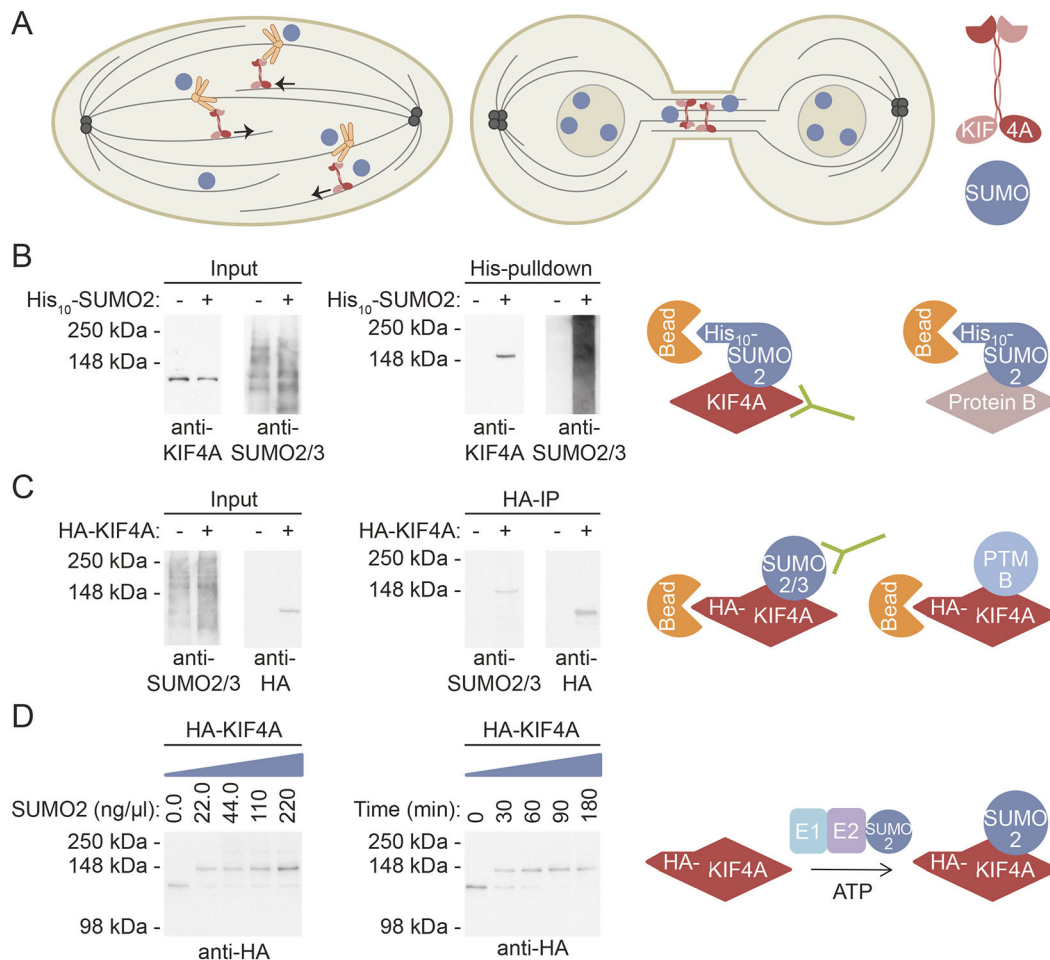 A
KIF 4A
SUMO
B
Input
His10-SUMO2: - +
250 kDa -
148 kDa -
anti-KIF4A
anti-SUMO2/3
His-pulldown
His10-SUMO2: - +
250 kDa -
148 kDa -
anti-KIF4A
anti-SUMO2/3
Bead
His10-
SUMO
2
KIF4A
Bead
His10-
SUMO
2
Protein B
C
Input
HA-KIF4A: - + - +
250 kDa -
148 kDa -
anti-SUMO2/3
anti-HA
HA-IP
HA-KIF4A: - + - +
250 kDa -
148 kDa -
anti-SUMO2/3
anti-HA
Bead
HA-
KIF4A
SUMO
2/3
Bead
HA-
KIF4A
PTM
B
D
HA-KIF4A
SUMO2 (ng/µl): 0.0 22.0 44.0 110 220
250 kDa -
148 kDa -
98 kDa -
anti-HA
HA-KIF4A
Time (min): 0 30 60 90 180
250 kDa -
148 kDa -
98 kDa -
anti-HA
HA-
KIF4A
E1
E2
SUMO
2
ATP
SUMO
2
HA-
KIF4A